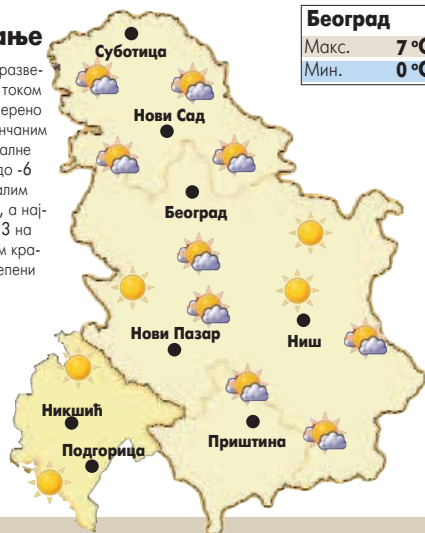 ање
разве-
током
ерено
нчаним
алне
до -6
алим
, а нај-
3 на
м кра-
епени
Београд
Макс. 7 °C
Мин. 0 °C
Суботица
Нови Сад
Београд
Нови Пазар
Ниш
Никшић
Приштина
Подгорица